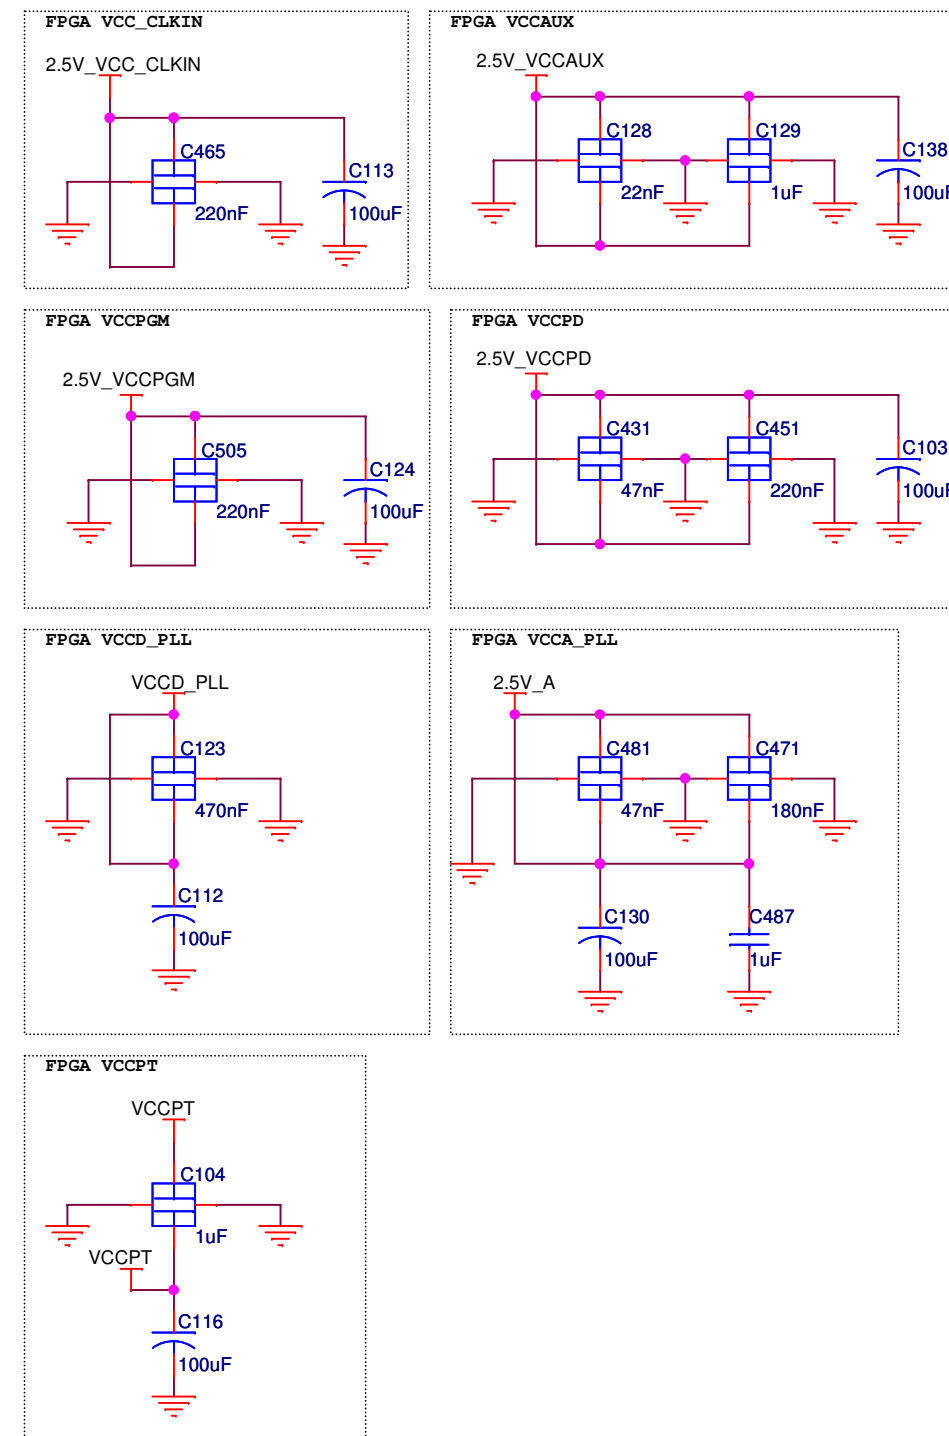 FPGA VCC_CLKIN
2.5V_VCC_CLKIN
C465
220nF
C113
100uF
FPGA VCCAUX
2.5V_VCCAUX
C128
22nF
C129
1uF
C138
100uF
FPGA VCCPGM
2.5V_VCCPGM
C505
220nF
C124
100uF
FPGA VCCPD
2.5V_VCCPD
C431
47nF
C451
220nF
C103
100uF
FPGA VCCD_PLL
VCCD_PLL
C123
470nF
C112
100uF
FPGA VCCA_PLL
2.5V_A
C481
47nF
C471
180nF
C130
100uF
C487
1uF
FPGA VCCPT
VCCPT
C104
1uF
VCCPT
C116
100uF